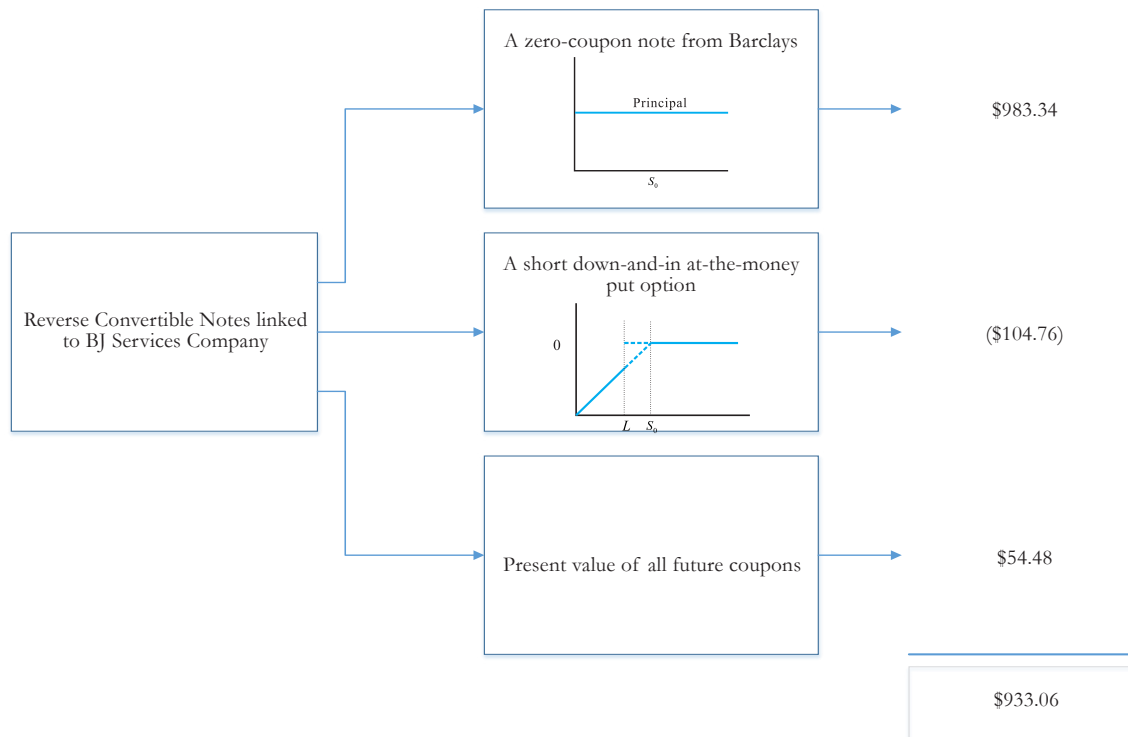 A zero-coupon note from Barclays
Principal
S₀
$983.34
Reverse Convertible Notes linked
to BJ Services Company
A short down-and-in at-the-money
put option
0
L S₀
($104.76)
Present value of all future coupons
$54.48
$933.06